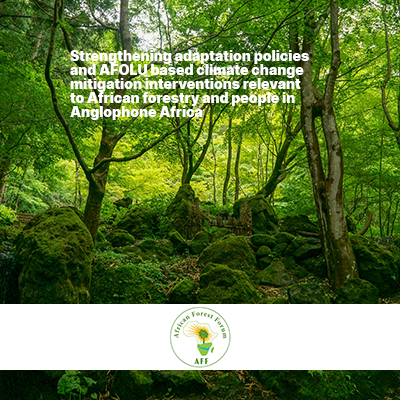 Strengthening adaptation policies
and AFOLU based climate change
mitigation interventions relevant
to African forestry and people in
Anglophone Africa
African Forest Forum
AFF